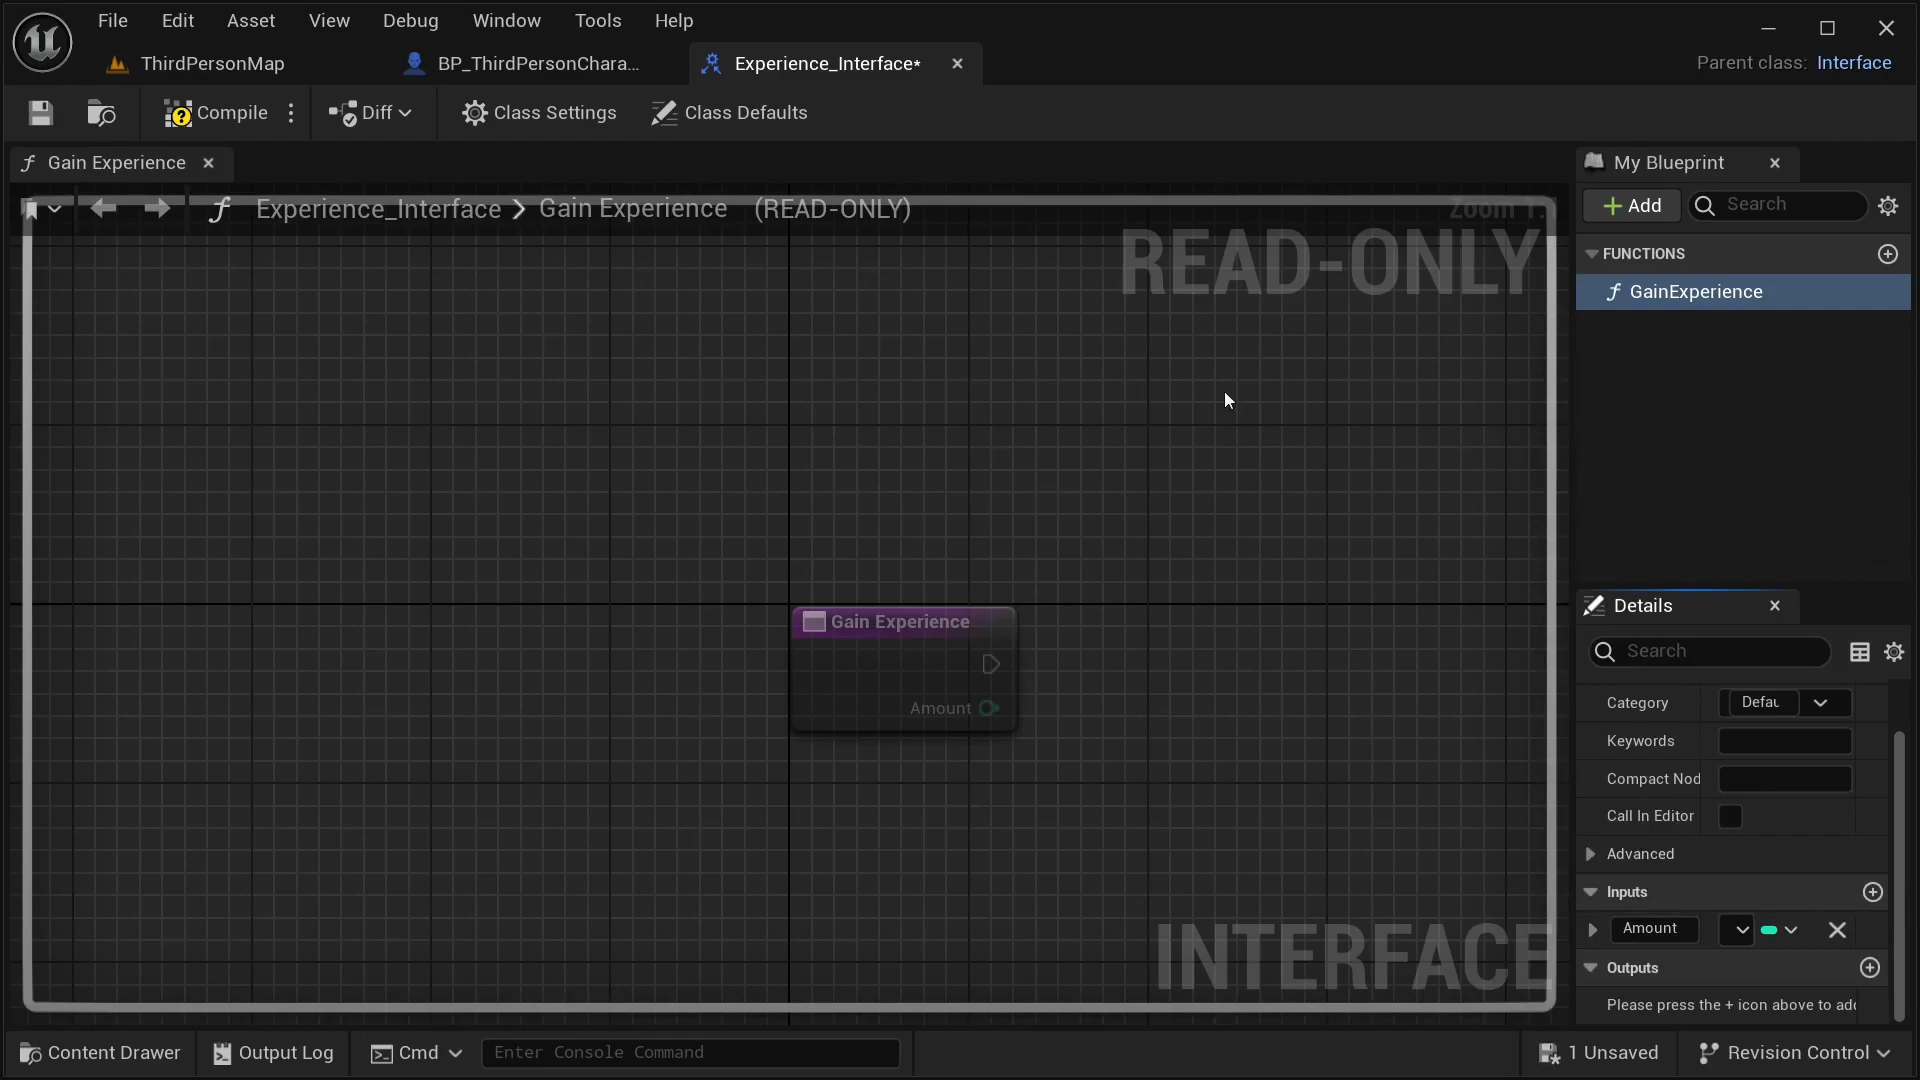 File Edit Asset View Debug Window Tools Help
ThirdPersonMap BP_ThirdPersonChara... Experience_Interface* Parent class: Interface
Compile Diff Class Settings Class Defaults
Gain Experience My Blueprint
Experience_Interface Gain Experience (READ-ONLY) Zoom 1:1
+ Add Search
READ-ONLY
FUNCTIONS
GainExperience
Details
Gain Experience
Search
Category Defau
Amount
Keywords
Compact Nod
Call In Editor
Advanced
Inputs
INTERFACE
Amount
Outputs
Please press the + icon above to add
Content Drawer Output Log Cmd Enter Console Command 1 Unsaved Revision Control